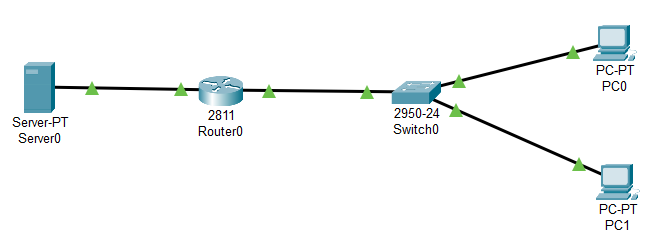 Server-PT
Server0
2811
Router0
2950-24
Switch0
PC-PT
PC0
PC-PT
PC1